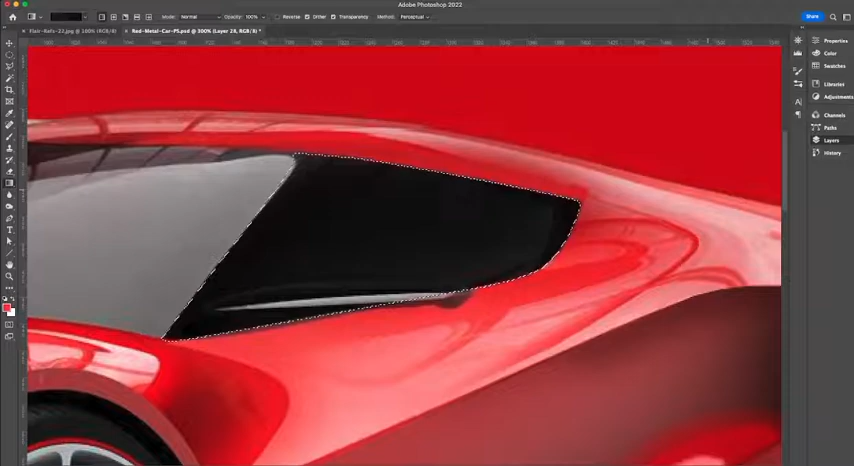 Adobe Photoshop 2022
Mode: Normal Opacity: 100% Reverse Dither Transparency Method: Perceptual
Share
Red-Metal-Car-PS.psd @ 300% (Layer 28, RGB/8) *
Properties
Color
Swatches
Libraries
Adjustments
Channels
Paths
Layers
History